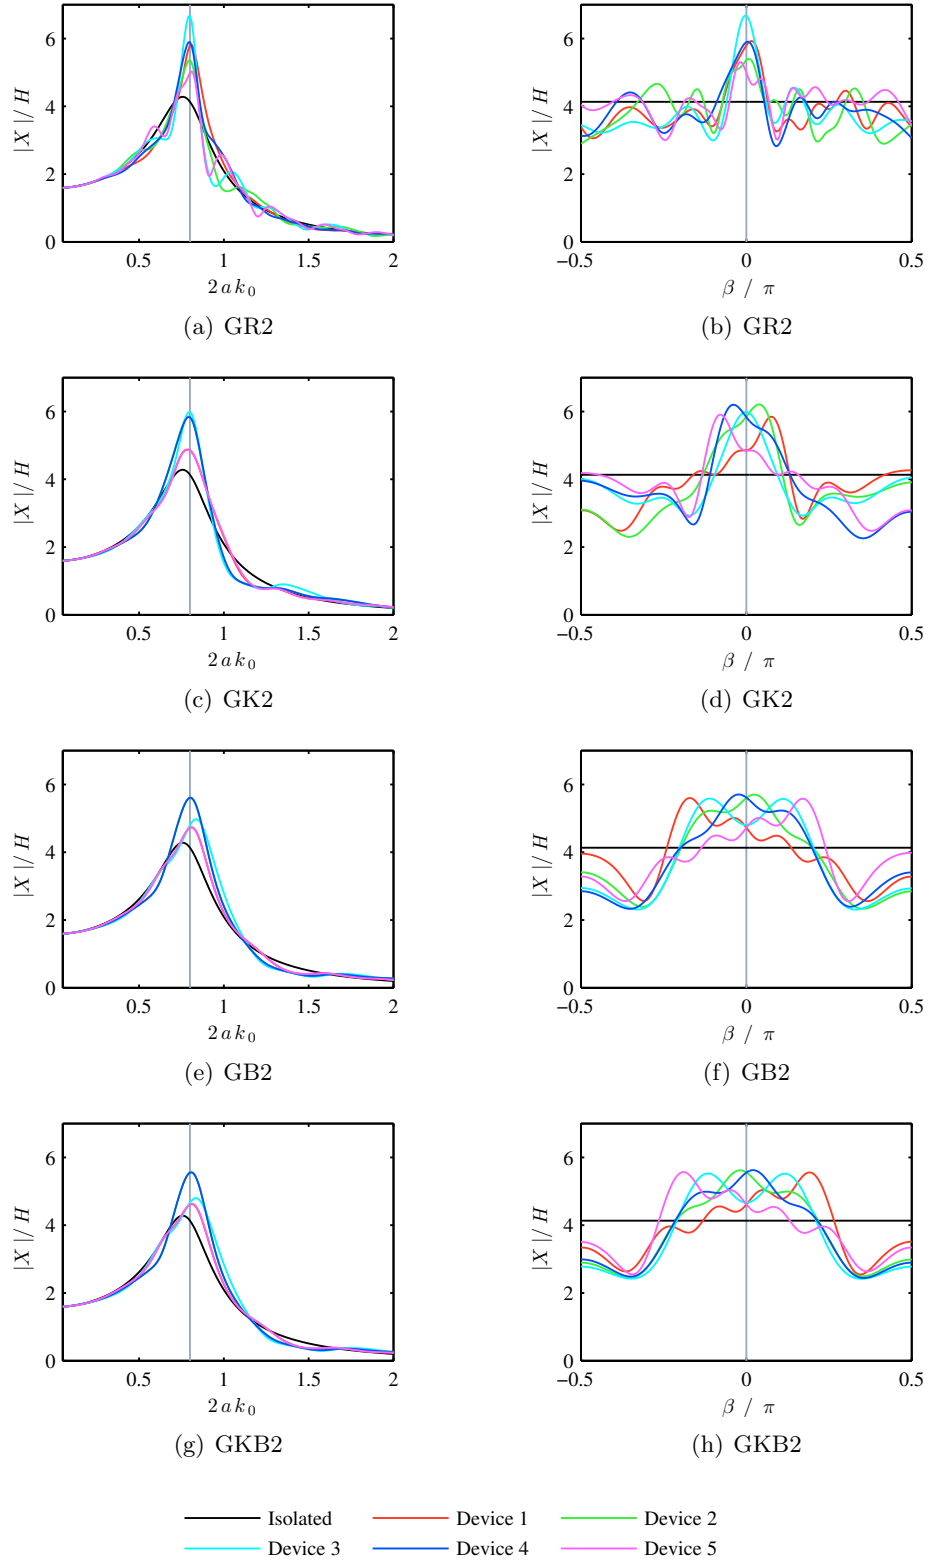 |X|/H
6
4
2
0
0.5 1 1.5 2
2ak₀
(a) GR2
|X|/H
6
4
2
0
−0.5 0 0.5
β / π
(b) GR2
|X|/H
6
4
2
0
0.5 1 1.5 2
2ak₀
(c) GK2
|X|/H
6
4
2
0
−0.5 0 0.5
β / π
(d) GK2
|X|/H
6
4
2
0
0.5 1 1.5 2
2ak₀
(e) GB2
|X|/H
6
4
2
0
−0.5 0 0.5
β / π
(f) GB2
|X|/H
6
4
2
0
0.5 1 1.5 2
2ak₀
(g) GKB2
|X|/H
6
4
2
0
−0.5 0 0.5
β / π
(h) GKB2
Isolated Device 1 Device 2
Device 3 Device 4 Device 5